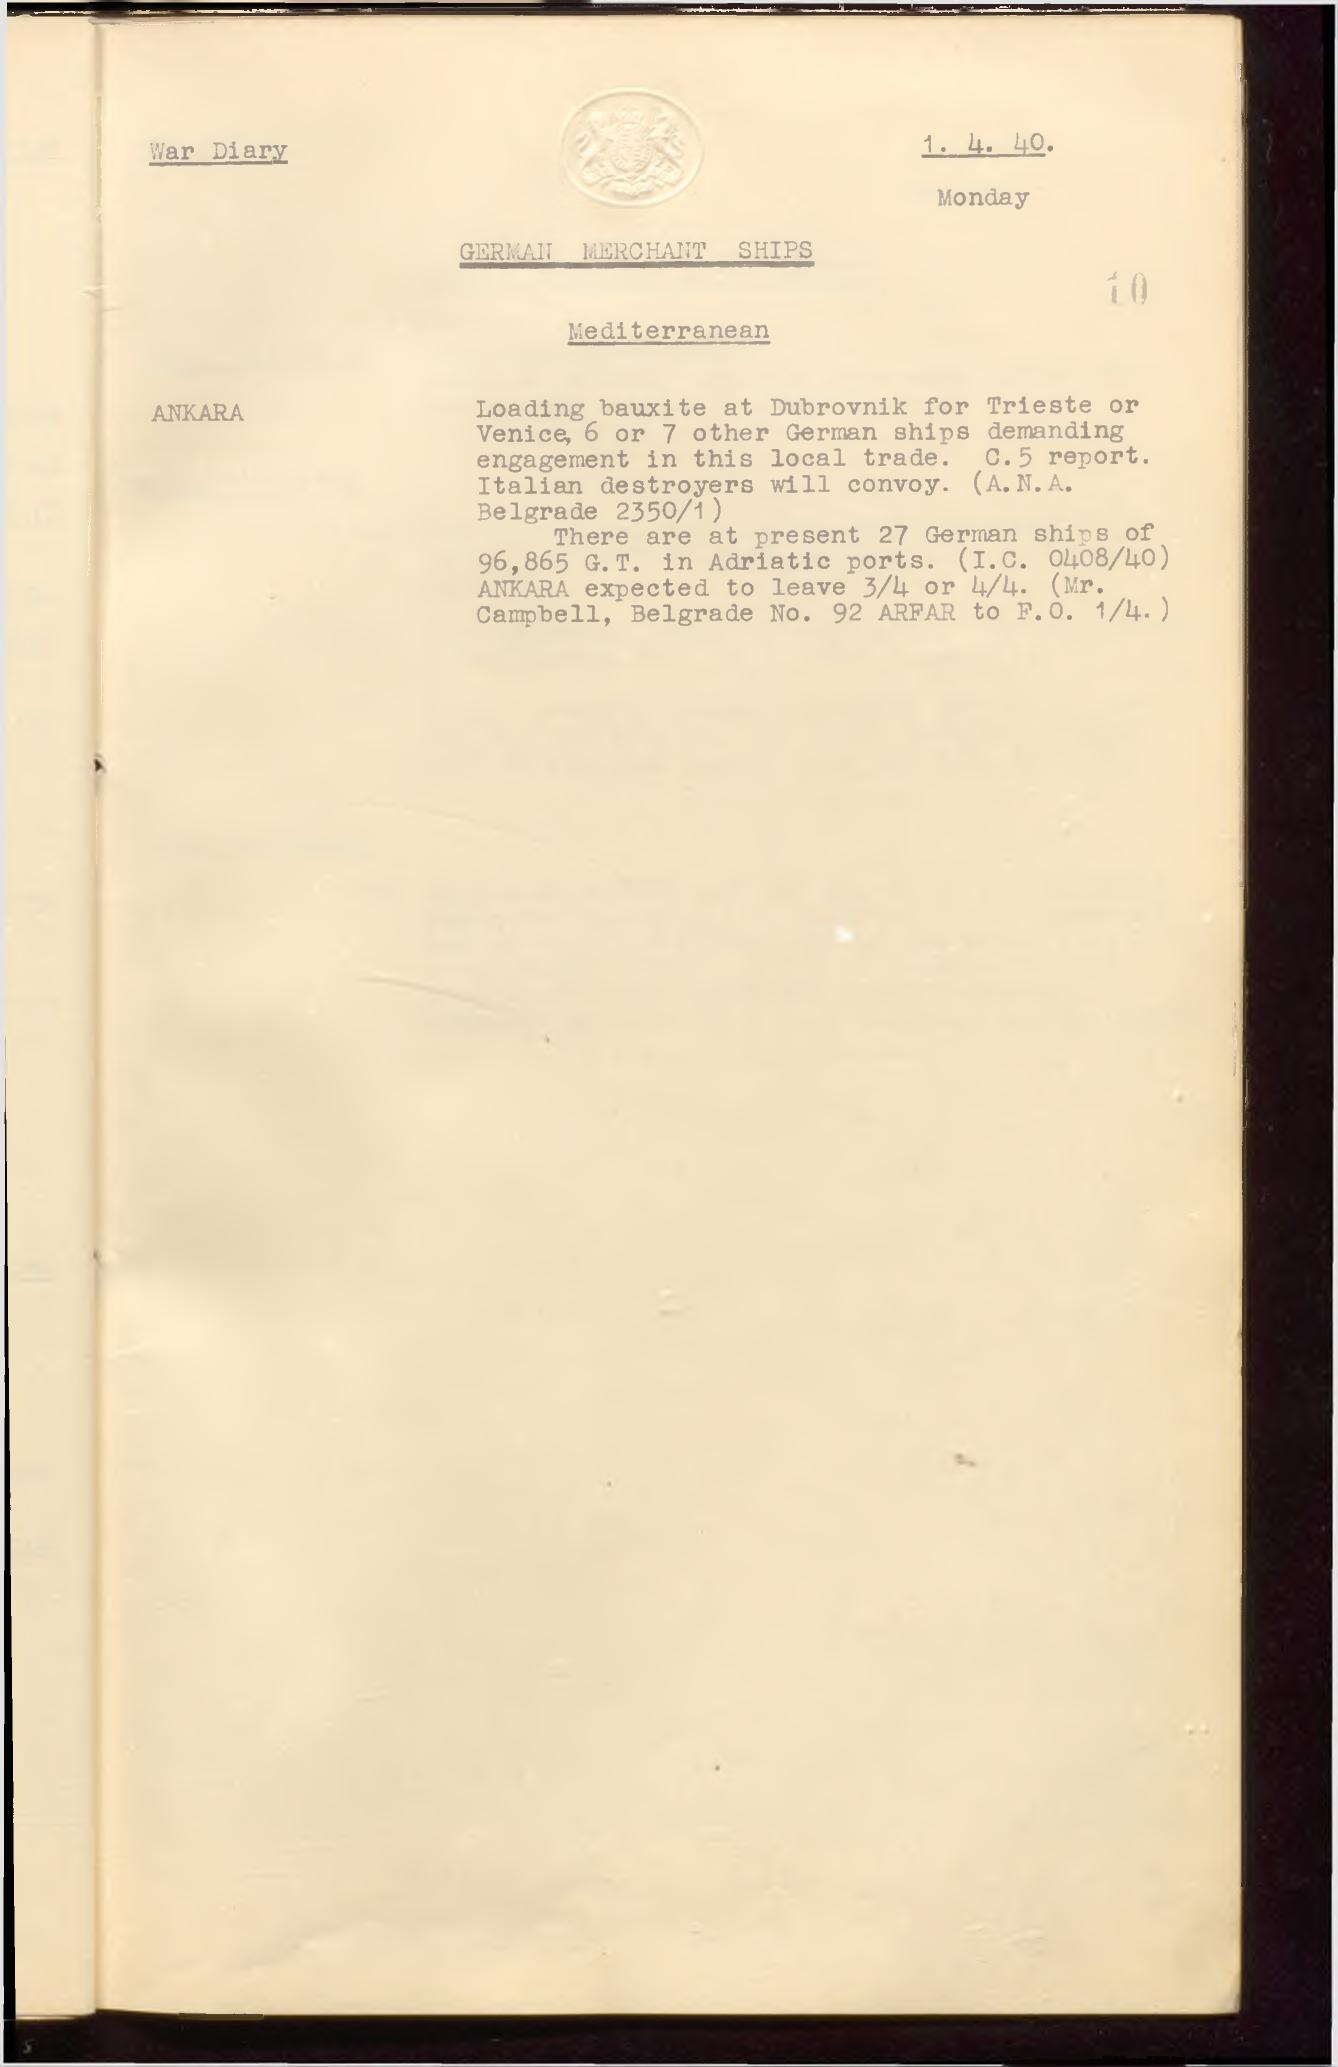 War Diary
1. 4. 40.
Monday
GERMAN MERCHANT SHIPS
10
Mediterranean
ANKARA
Loading bauxite at Dubrovnik for Trieste or
Venice, 6 or 7 other German ships demanding
engagement in this local trade. C.5 report.
Italian destroyers will convoy. (A.N.A.
Belgrade 2350/1)
There are at present 27 German ships of
96,865 G.T. in Adriatic ports. (I.C. 0408/40)
ANKARA expected to leave 3/4 or 4/4. (Mr.
Campbell, Belgrade No. 92 ARFAR to F.O. 1/4.)